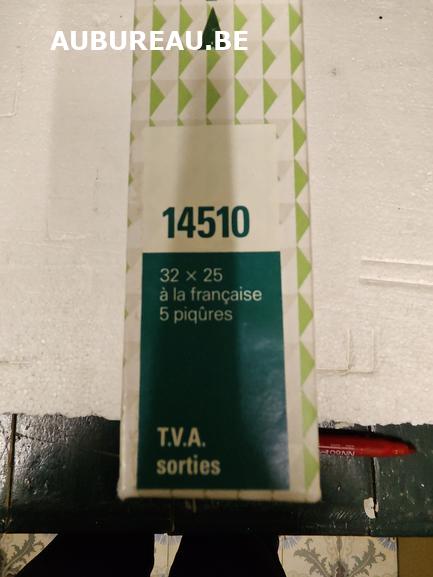 AUBUREAU.BE
14510
32 × 25
à la française
5 piqûres
T.V.A.
sorties